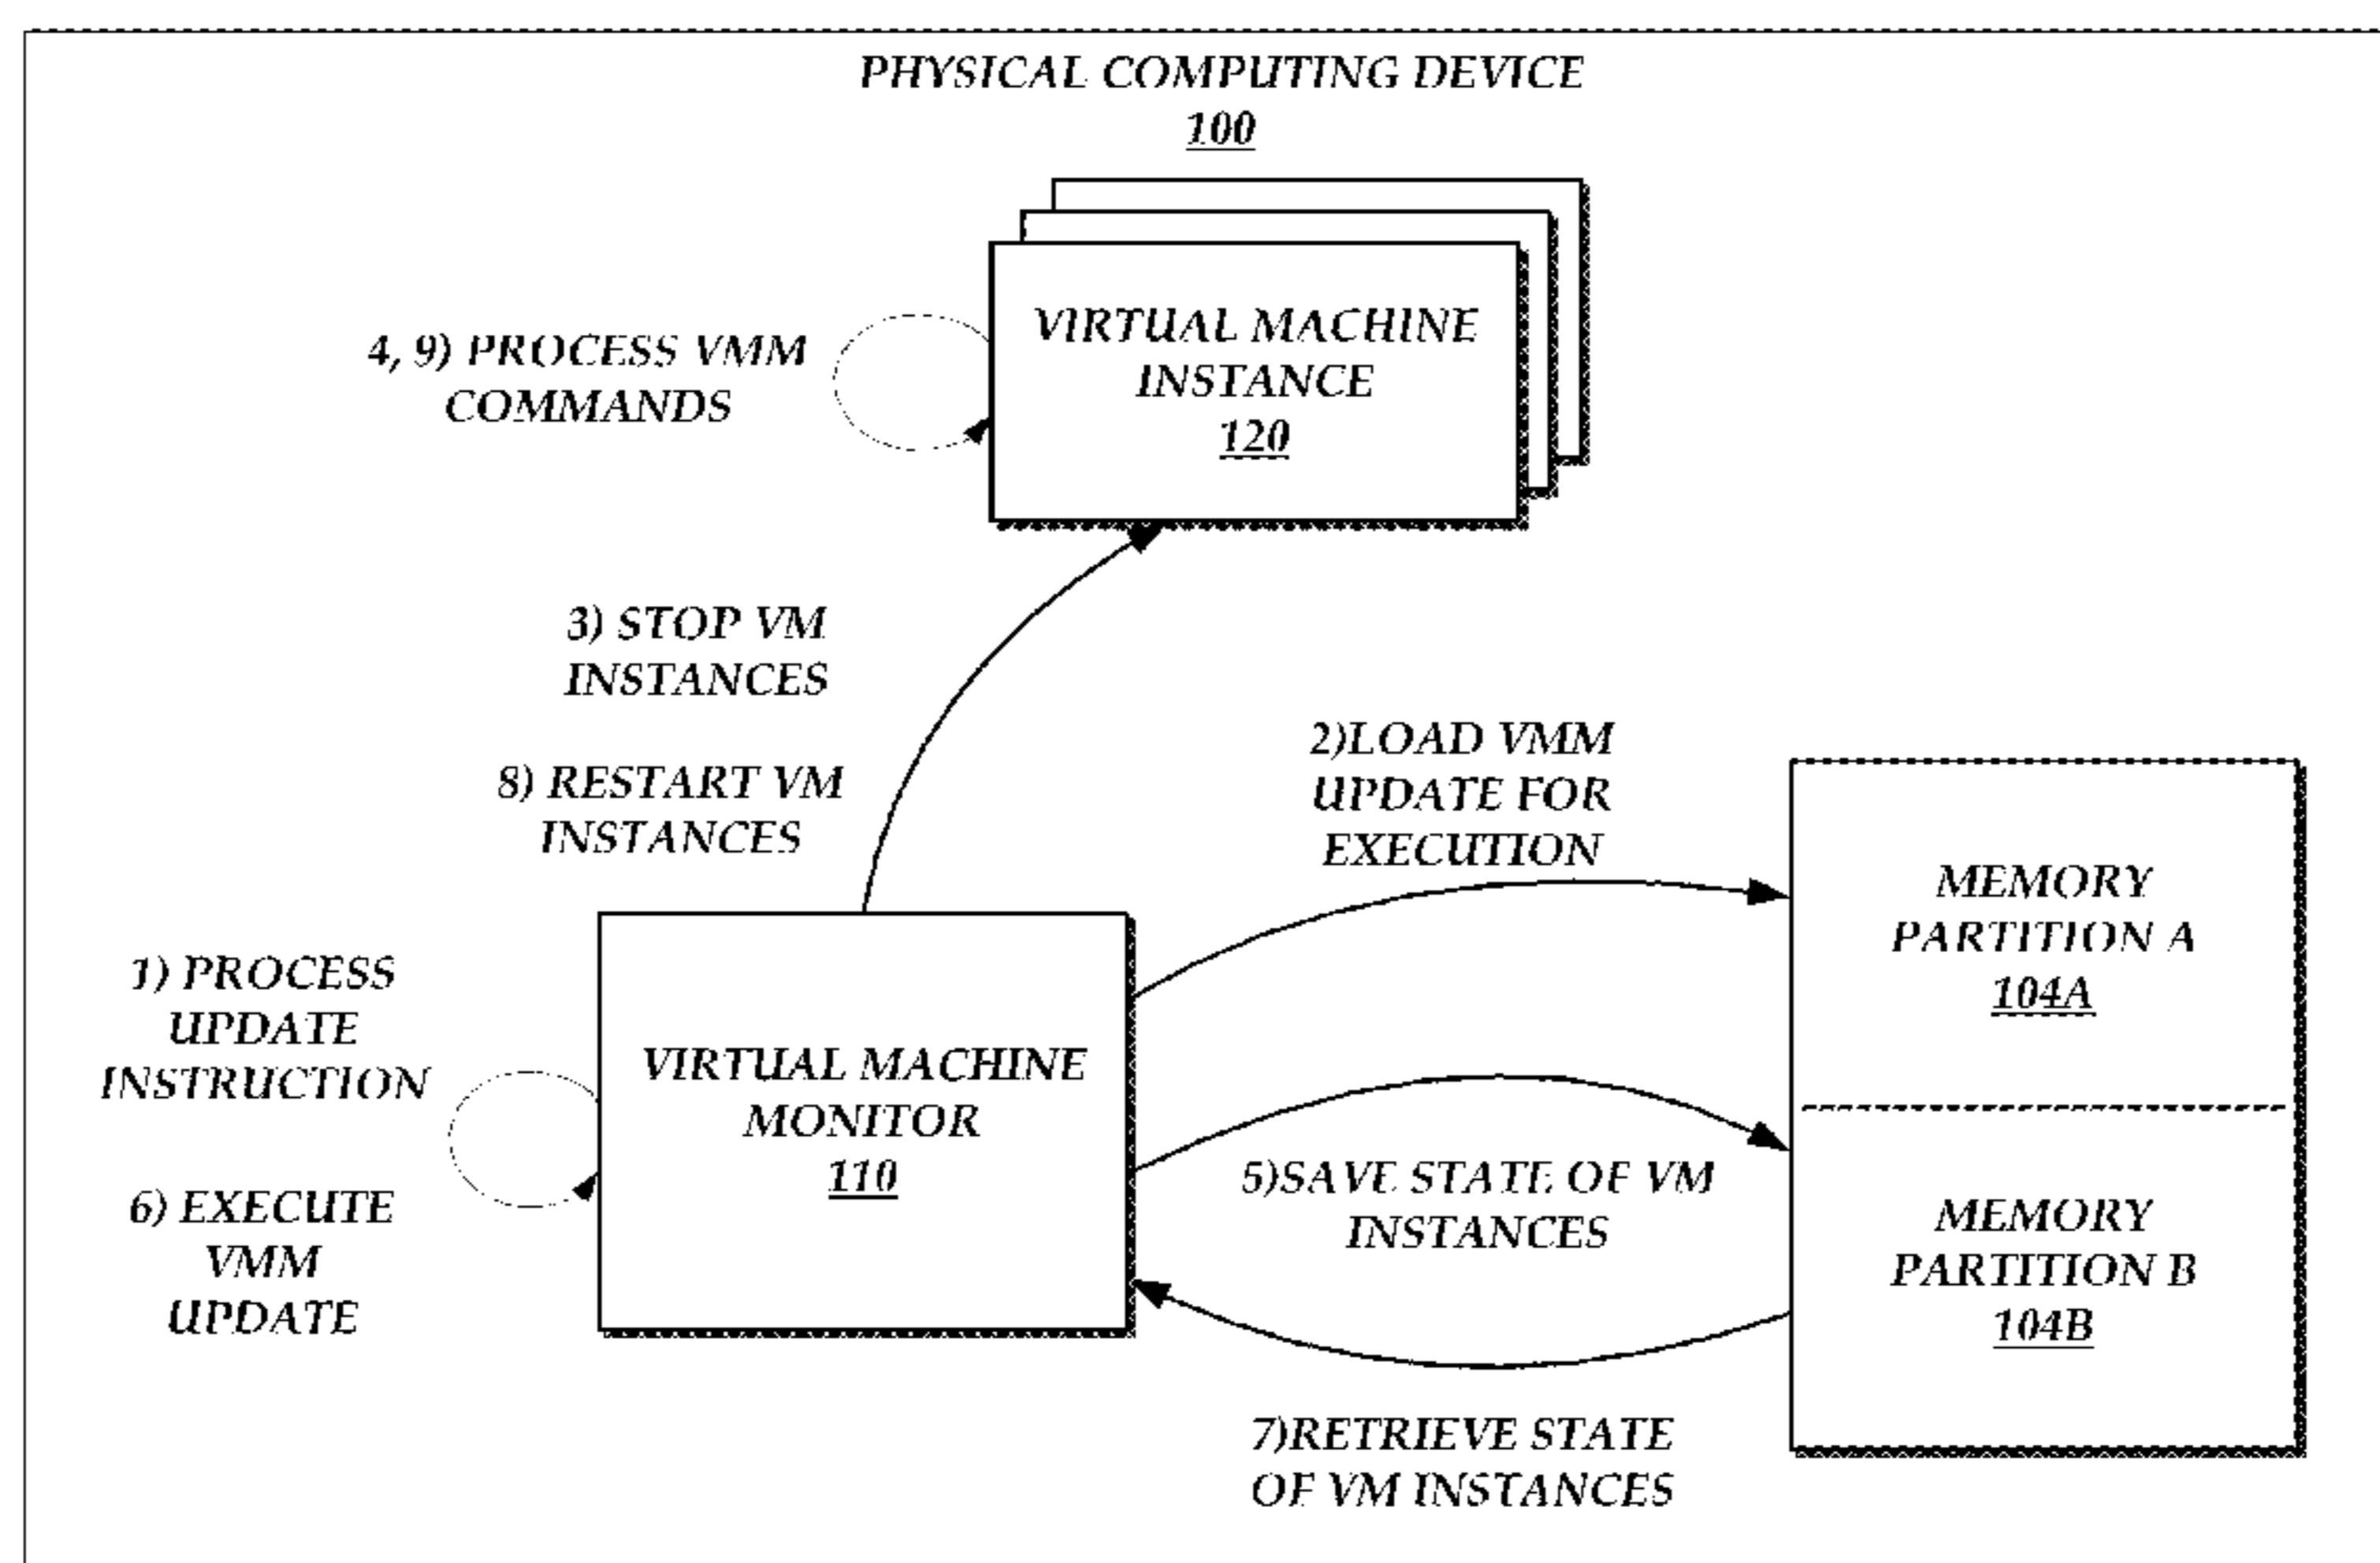 PHYSICAL COMPUTING DEVICE
100
VIRTUAL MACHINE
INSTANCE
120
4, 9) PROCESS VMM
COMMANDS
3) STOP VM
INSTANCES
8) RESTART VM
INSTANCES
2)LOAD VMM
UPDATE FOR
EXECUTION
MEMORY
PARTITION A
104A
1) PROCESS
UPDATE
INSTRUCTION
VIRTUAL MACHINE
MONITOR
110
6) EXECUTE
VMM
UPDATE
5)SAVE STATE OF VM
INSTANCES
MEMORY
PARTITION B
104B
7)RETRIEVE STATE
OF VM INSTANCES